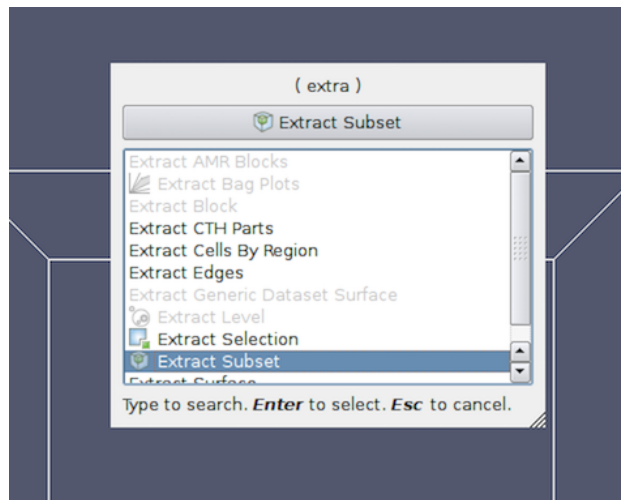 ( extra )
Extract Subset
Extract AMR Blocks
Extract Bag Plots
Extract Block
Extract CTH Parts
Extract Cells By Region
Extract Edges
Extract Generic Dataset Surface
Extract Level
Extract Selection
Extract Subset
Extract Surface
Type to search. Enter to select. Esc to cancel.